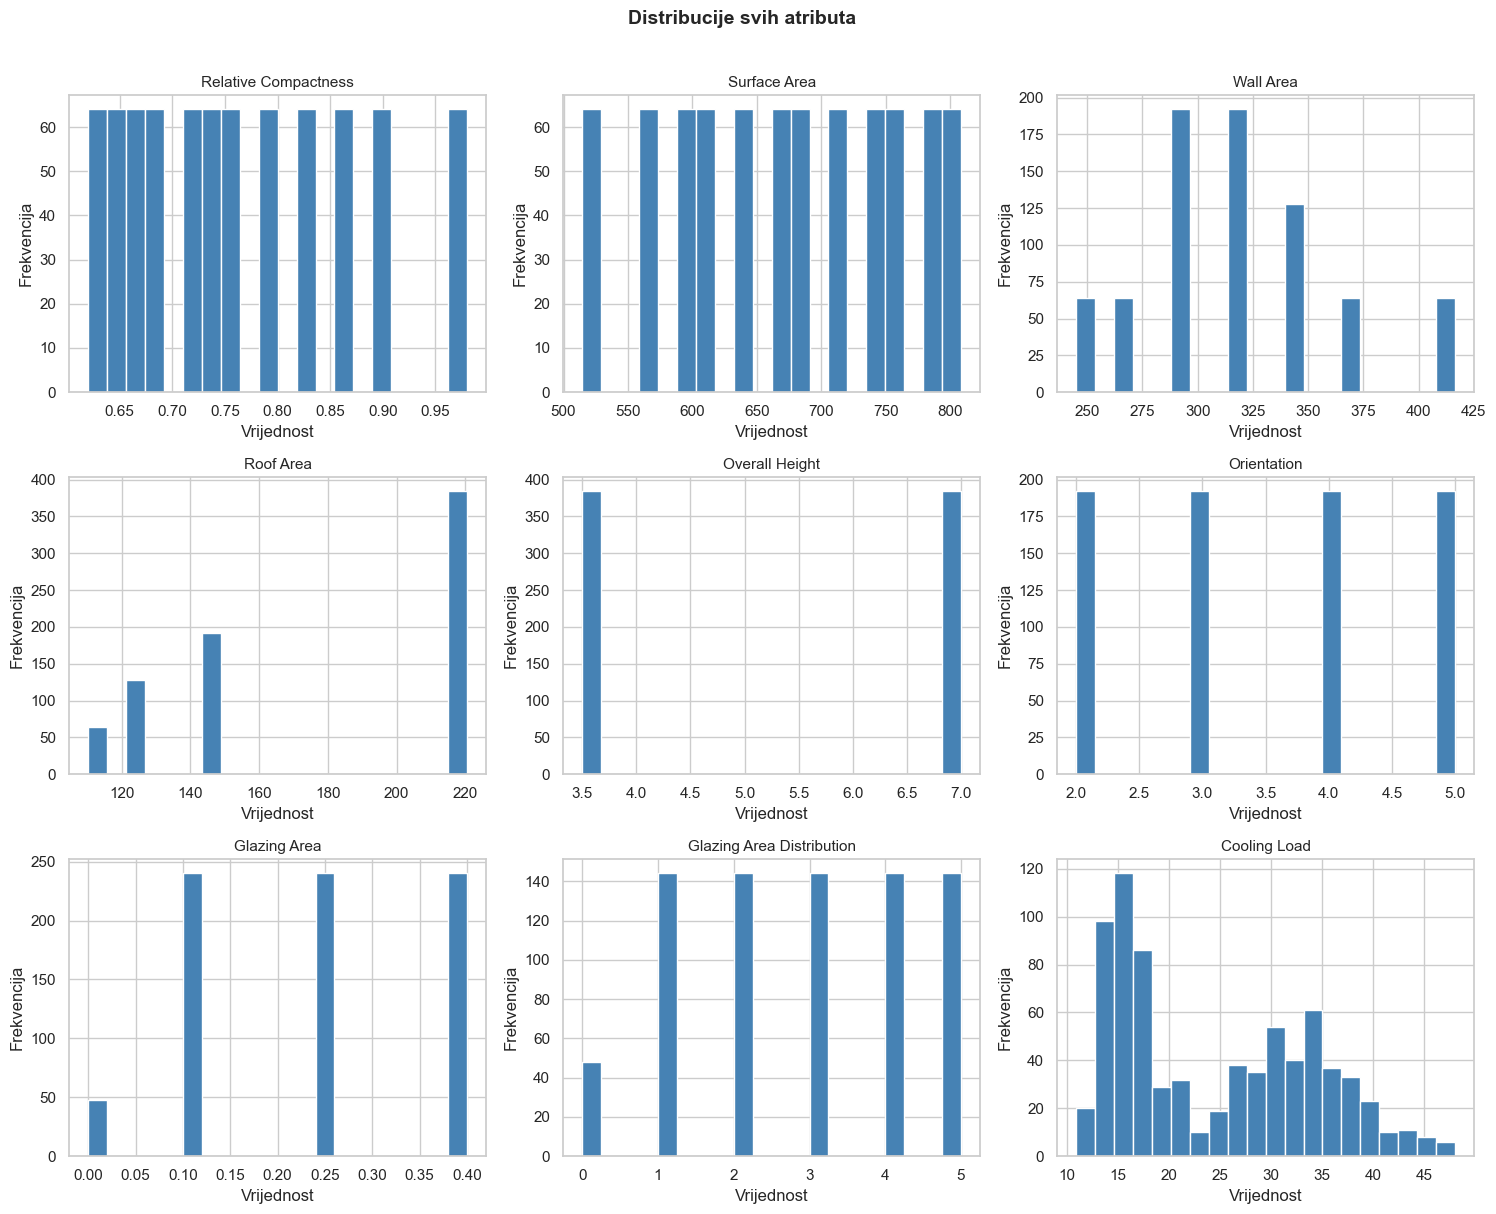 Distribucije svih atributa
Relative Compactness
Frekvencija
60
50
40
30
20
10
0
0.65 0.70 0.75 0.80 0.85 0.90 0.95
Vrijednost
Surface Area
Frekvencija
60
50
40
30
20
10
0
500 550 600 650 700 750 800
Vrijednost
Wall Area
Frekvencija
200
175
150
125
100
75
50
25
0
250 275 300 325 350 375 400 425
Vrijednost
Roof Area
Frekvencija
400
350
300
250
200
150
100
50
0
120 140 160 180 200 220
Vrijednost
Overall Height
Frekvencija
400
350
300
250
200
150
100
50
0
3.5 4.0 4.5 5.0 5.5 6.0 6.5 7.0
Vrijednost
Orientation
Frekvencija
200
175
150
125
100
75
50
25
0
2.0 2.5 3.0 3.5 4.0 4.5 5.0
Vrijednost
Glazing Area
Frekvencija
250
200
150
100
50
0
0.00 0.05 0.10 0.15 0.20 0.25 0.30 0.35 0.40
Vrijednost
Glazing Area Distribution
Frekvencija
140
120
100
80
60
40
20
0
0 1 2 3 4 5
Vrijednost
Cooling Load
Frekvencija
120
100
80
60
40
20
0
10 15 20 25 30 35 40 45
Vrijednost